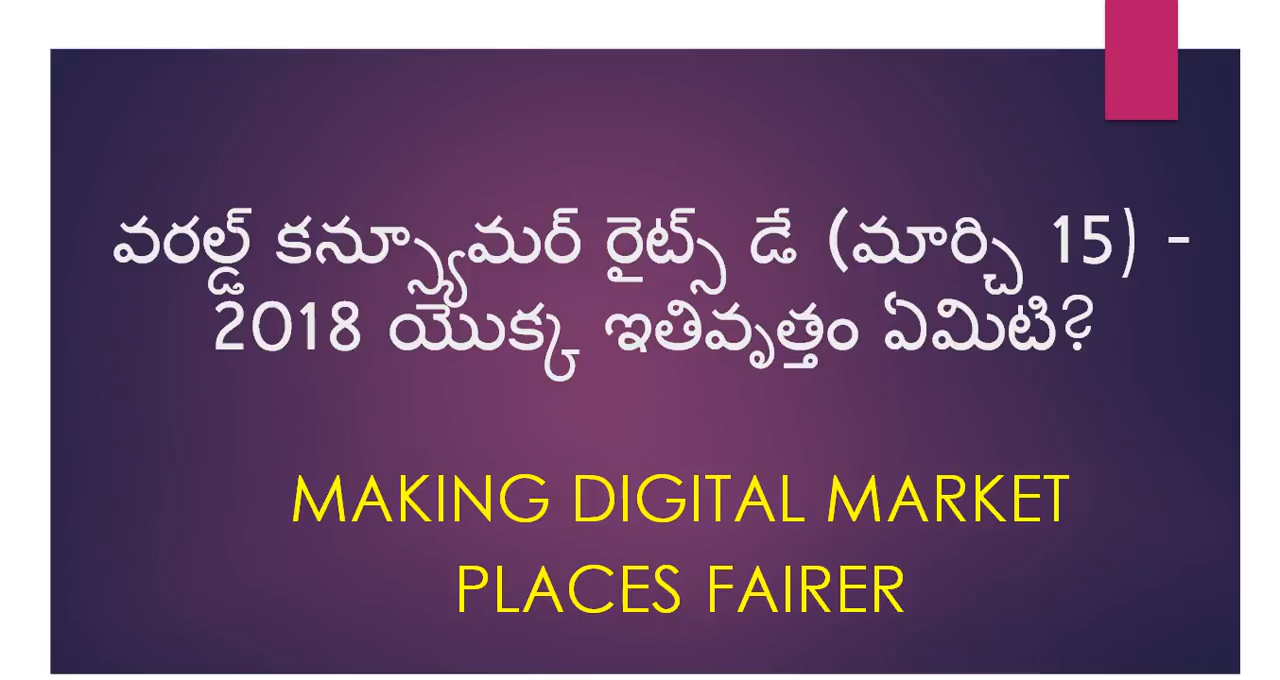 వరల్డ్ కన్స్యూమర్ రైట్స్ డే (మార్చి 15) -
2018 యొక్క ఇతివృత్తం ఏమిటి?
MAKING DIGITAL MARKET
PLACES FAIRER